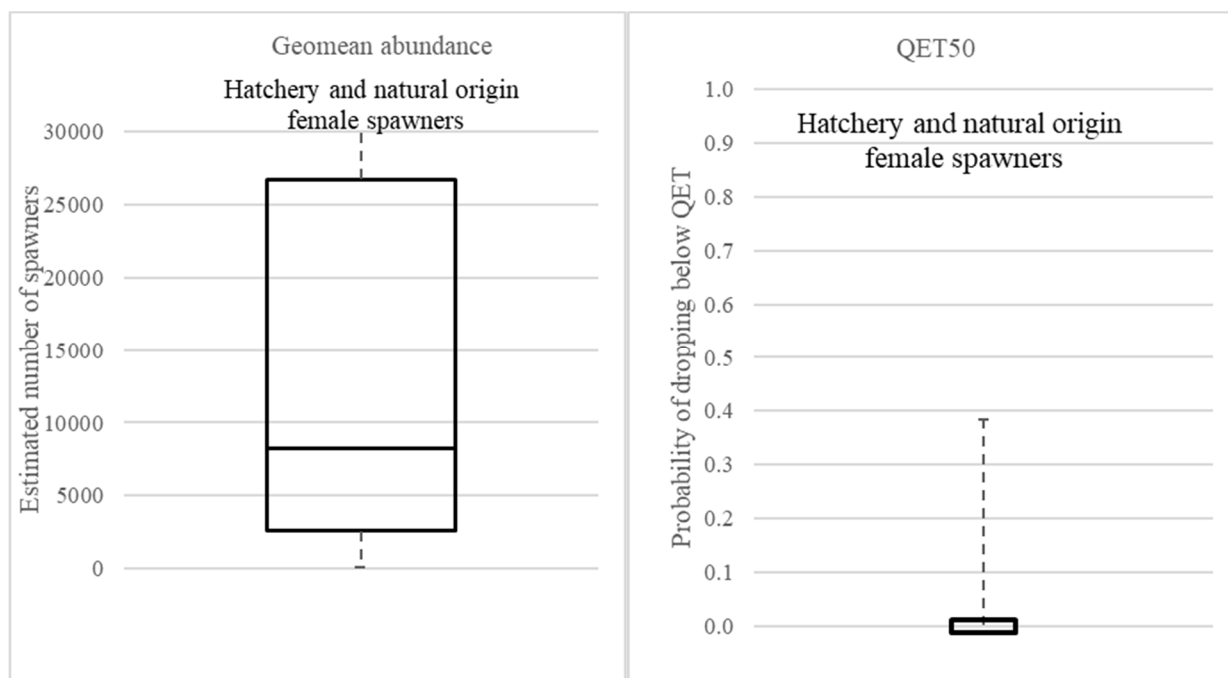 Geomean abundance
Hatchery and natural origin
female spawners
Estimated number of spawners
30000
25000
20000
15000
10000
5000
0
QET50
Hatchery and natural origin
female spawners
Probability of dropping below QET
1.0
0.9
0.8
0.7
0.6
0.5
0.4
0.3
0.2
0.1
0.0